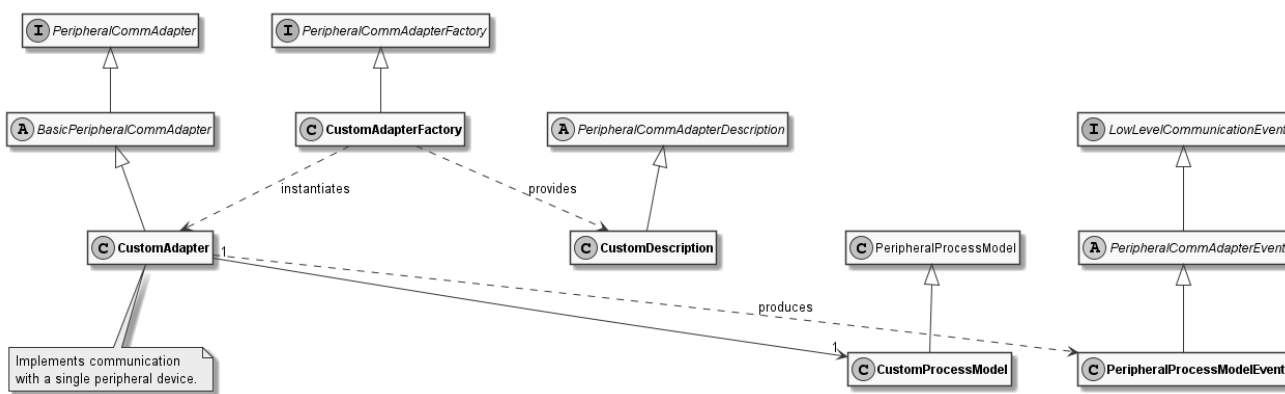 I PeripheralCommAdapter
I PeripheralCommAdapterFactory
A BasicPeripheralCommAdapter
C CustomAdapterFactory
A PeripheralCommAdapterDescription
I LowLevelCommunicationEvent
instantiates
provides
C CustomAdapter
C CustomDescription
C PeripheralProcessModel
A PeripheralCommAdapterEvent
1
produces
1
Implements communication
with a single peripheral device.
C CustomProcessModel
C PeripheralProcessModelEvent